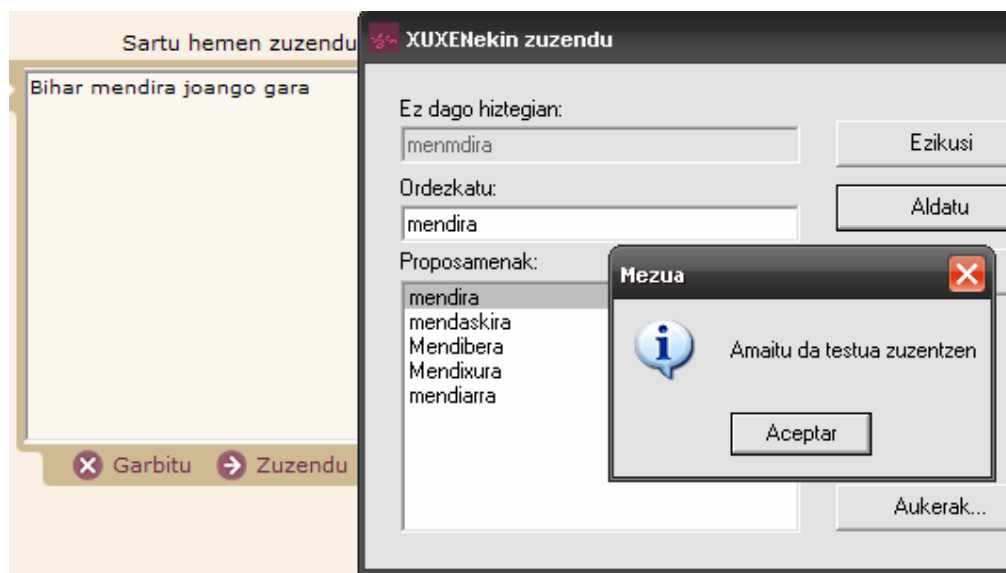 Sartu hemen zuzendu
Bihar mendira joango gara
Garbitu
Zuzendu
XUXENekin zuzendu
Ez dago hiztegian:
menmdira
Ezikusi
Ordezkatu:
mendira
Aldatu
Proposamenak:
mendira
mendaskira
Mendibera
Mendixura
mendiarra
Mezua
Amaitu da testua zuzentzen
Aceptar
Aukerak...